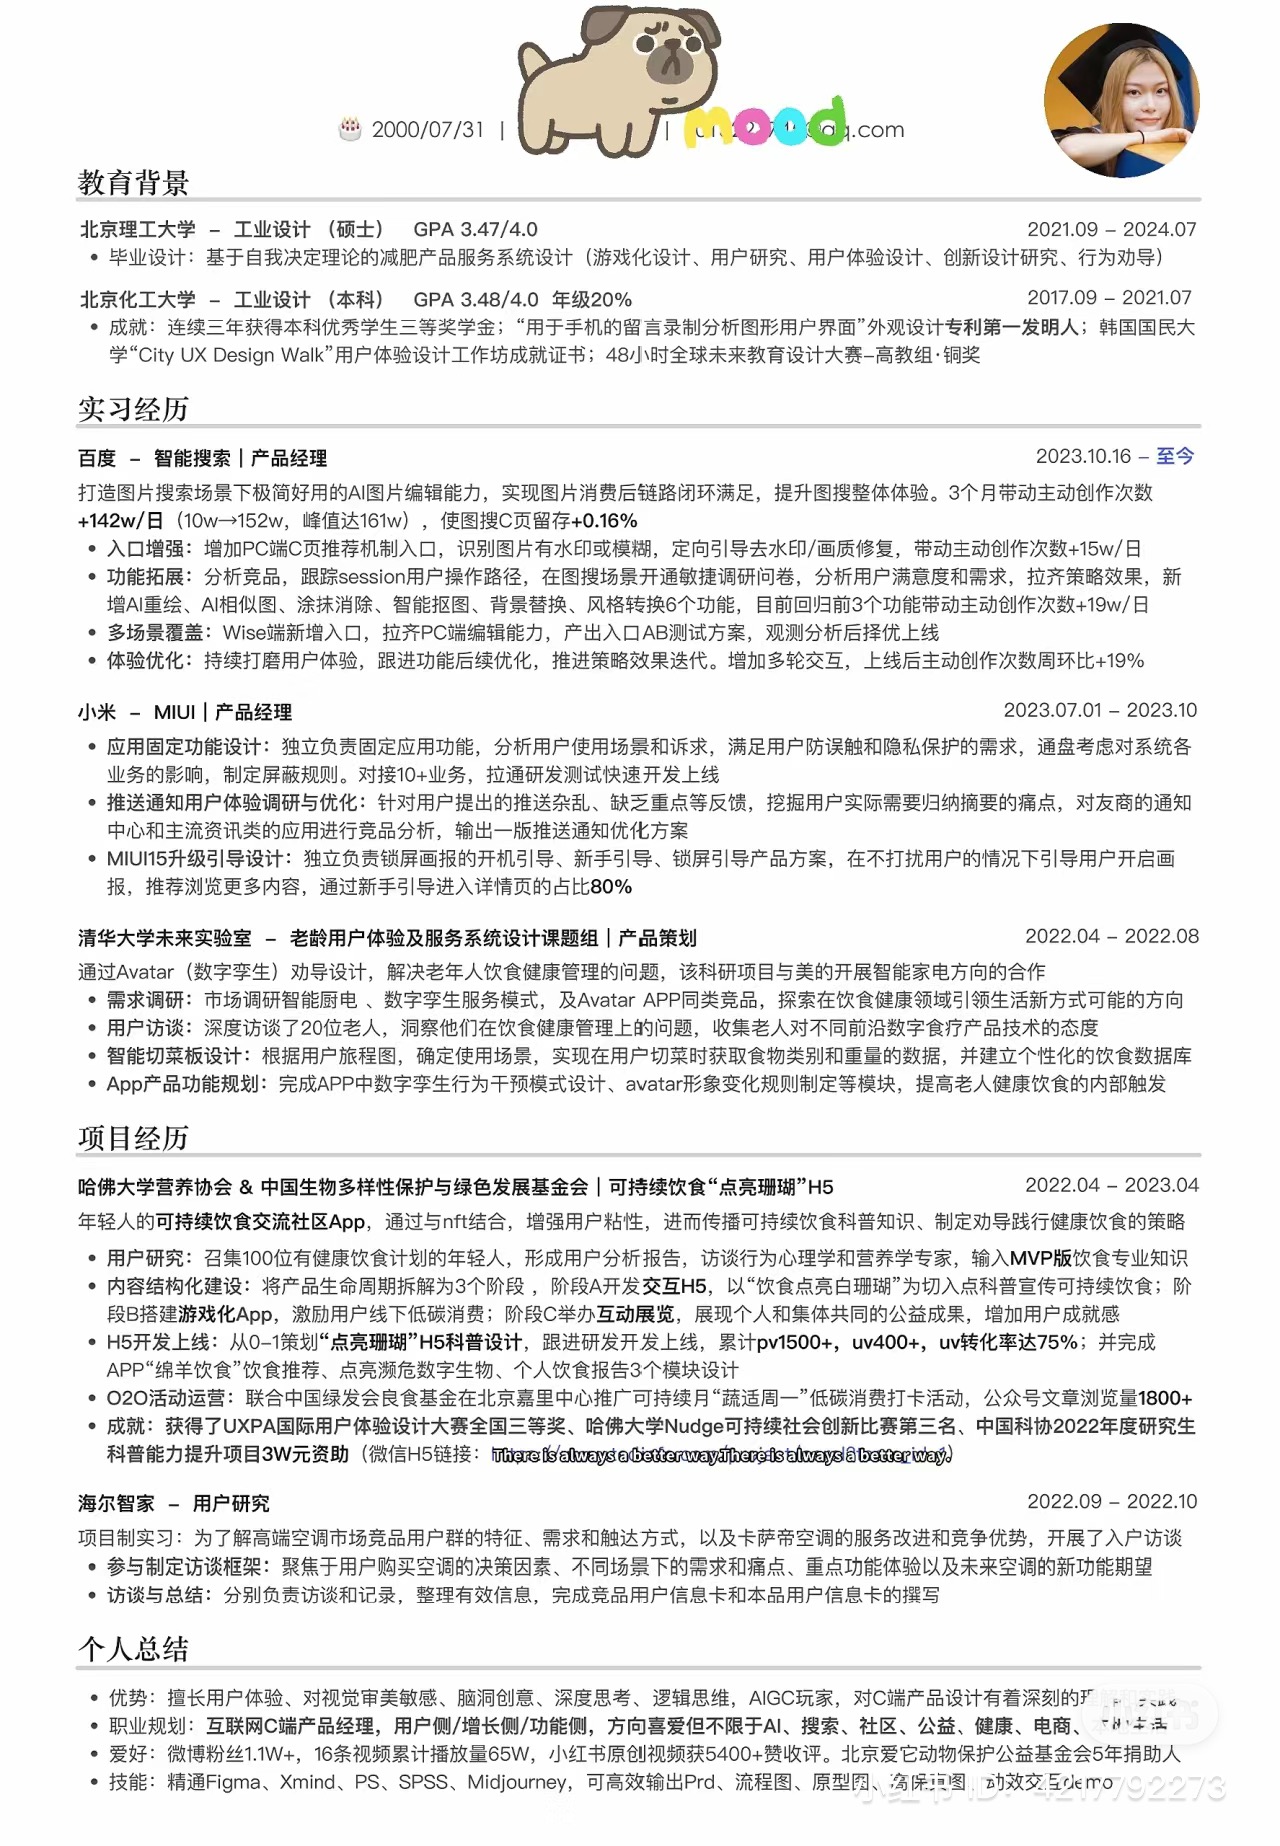 2000/07/31 |
|
mood
qq.com
教育背景
北京理工大学 – 工业设计 （硕士） GPA 3.47/4.0 2021.09 – 2024.07
• 毕业设计：基于自我决定理论的减肥产品服务系统设计（游戏化设计、用户研究、用户体验设计、创新设计研究、行为劝导）
北京化工大学 – 工业设计 （本科） GPA 3.48/4.0 年级20% 2017.09 – 2021.07
• 成就：连续三年获得本科优秀学生三等奖学金；“用于手机的留言录制分析图形用户界面”外观设计专利第一发明人；韩国国民大
学“City UX Design Walk”用户体验设计工作坊成就证书；48小时全球未来教育设计大赛–高教组·铜奖
实习经历
百度 – 智能搜索 | 产品经理 2023.10.16 – 至今
打造图片搜索场景下极简好用的AI图片编辑能力，实现图片消费后链路闭环满足，提升图搜整体体验。3个月带动主动创作次数
+142w/日（10w→152w，峰值达161w），使图搜C页留存+0.16%
• 入口增强：增加PC端C页推荐机制入口，识别图片有水印或模糊，定向引导去水印/画质修复，带动主动创作次数+15w/日
• 功能拓展：分析竞品，跟踪session用户操作路径，在图搜场景开通敏捷调研问卷，分析用户满意度和需求，拉齐策略效果，新
增AI重绘、AI相似图、涂抹消除、智能抠图、背景替换、风格转换6个功能，目前回归前3个功能带动主动创作次数+19w/日
• 多场景覆盖：Wise端新增入口，拉齐PC端编辑能力，产出入口AB测试方案，观测分析后择优上线
• 体验优化：持续打磨用户体验，跟进功能后续优化，推进策略效果迭代。增加多轮交互，上线后主动创作次数周环比+19%
小米 – MIUI | 产品经理 2023.07.01 – 2023.10
• 应用固定功能设计：独立负责固定应用功能，分析用户使用场景和诉求，满足用户防误触和隐私保护的需求，通盘考虑对系统各
业务的影响，制定屏蔽规则。对接10+业务，拉通研发测试快速开发上线
• 推送通知用户体验调研与优化：针对用户提出的推送杂乱、缺乏重点等反馈，挖掘用户实际需要归纳摘要的痛点，对友商的通知
中心和主流资讯类的应用进行竞品分析，输出一版推送通知优化方案
• MIUI15升级引导设计：独立负责锁屏画报的开机引导、新手引导、锁屏引导产品方案，在不打扰用户的情况下引导用户开启画
报，推荐浏览更多内容，通过新手引导进入详情页的占比80%
清华大学未来实验室 – 老龄用户体验及服务系统设计课题组 | 产品策划 2022.04 – 2022.08
通过Avatar（数字孪生）劝导设计，解决老年人饮食健康管理的问题，该科研项目与美的开展智能家电方向的合作
• 需求调研：市场调研智能厨电 、数字孪生服务模式，及Avatar APP同类竞品，探索在饮食健康领域引领生活新方式可能的方向
• 用户访谈：深度访谈了20位老人，洞察他们在饮食健康管理上的问题，收集老人对不同前沿数字食疗产品技术的态度
• 智能切菜板设计：根据用户旅程图，确定使用场景，实现在用户切菜时获取食物类别和重量的数据，并建立个性化的饮食数据库
• App产品功能规划：完成APP中数字孪生行为干预模式设计、avatar形象变化规则制定等模块，提高老人健康饮食的内部触发
项目经历
哈佛大学营养协会 & 中国生物多样性保护与绿色发展基金会 | 可持续饮食“点亮珊瑚”H5 2022.04 – 2023.04
年轻人的可持续饮食交流社区App，通过与nft结合，增强用户粘性，进而传播可持续饮食科普知识、制定劝导践行健康饮食的策略
• 用户研究：召集100位有健康饮食计划的年轻人，形成用户分析报告，访谈行为心理学和营养学专家，输入MVP版饮食专业知识
• 内容结构化建设：将产品生命周期拆解为3个阶段 ，阶段A开发交互H5，以“饮食点亮白珊瑚”为切入点科普宣传可持续饮食；阶
段B搭建游戏化App，激励用户线下低碳消费；阶段C举办互动展览，展现个人和集体共同的公益成果，增加用户成就感
• H5开发上线：从0–1策划“点亮珊瑚”H5科普设计，跟进研发开发上线，累计pv1500+，uv400+，uv转化率达75%；并完成
APP“绵羊饮食”饮食推荐、点亮濒危数字生物、个人饮食报告3个模块设计
• O2O活动运营：联合中国绿发会良食基金在北京嘉里中心推广可持续月“蔬适周一”低碳消费打卡活动，公众号文章浏览量1800+
• 成就：获得了UXPA国际用户体验设计大赛全国三等奖、哈佛大学Nudge可持续社会创新比赛第三名、中国科协2022年度研究生
科普能力提升项目3W元资助（微信H5链接：There is always a better way.There is always a better way.）
海尔智家 – 用户研究 2022.09 – 2022.10
项目制实习：为了解高端空调市场竞品用户群的特征、需求和触达方式，以及卡萨帝空调的服务改进和竞争优势，开展了入户访谈
• 参与制定访谈框架：聚焦于用户购买空调的决策因素、不同场景下的需求和痛点、重点功能体验以及未来空调的新功能期望
• 访谈与总结：分别负责访谈和记录，整理有效信息，完成竞品用户信息卡和本品用户信息卡的撰写
个人总结
• 优势：擅长用户体验、对视觉审美敏感、脑洞创意、深度思考、逻辑思维，AIGC玩家，对C端产品设计有着深刻的理解和实践
• 职业规划：互联网C端产品经理，用户侧/增长侧/功能侧，方向喜爱但不限于AI、搜索、社区、公益、健康、电商、
• 爱好：微博粉丝1.1W+，16条视频累计播放量65W，小红书原创视频获5400+赞收评。北京爱它动物保护公益基金会5年捐助人
• 技能：精通Figma、Xmind、PS、SPSS、Midjourney，可高效输出Prd、流程图、原型图、高保真图、动效交互demo
小红书
小红书 ID：4217792273